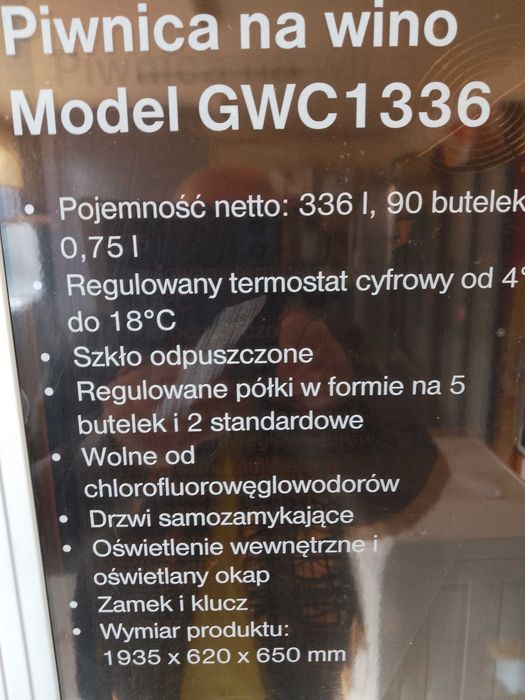 Piwnica na wino
Model GWC1336
• Pojemność netto: 336 l, 90 butelek
0,75 l
• Regulowany termostat cyfrowy od 4°
do 18°C
• Szkło odpuszczone
• Regulowane półki w formie na 5
butelek i 2 standardowe
• Wolne od
chlorofluorowęglowodorów
• Drzwi samozamykające
• Oświetlenie wewnętrzne i
oświetlany okap
• Zamek i klucz
• Wymiar produktu:
1935 x 620 x 650 mm